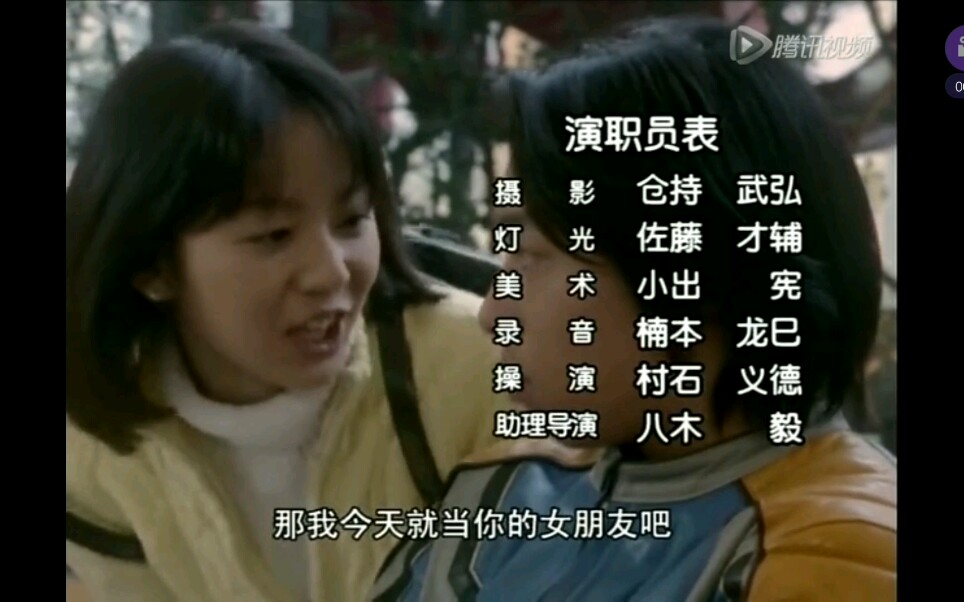 腾讯视频
演职员表
摄影 仓持 武弘
灯光 佐藤 才辅
美术 小出 宪
录音 楠本 龙巳
操演 村石 义德
助理导演 八木 毅
那我今天就当你的女朋友吧